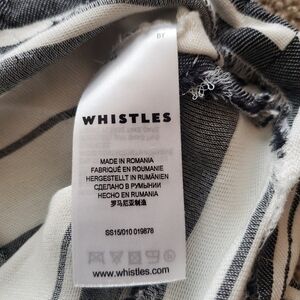 WHISTLES
MADE IN ROMANIA
FABRIQUÉ EN ROUMANIE
HERGESTELLT IN RUMÄNIEN
СДЕЛАНО В РУМЫНИИ
HECHO EN RUMANIA
罗马尼亚制造
SS15/010 019878
www.whistles.com